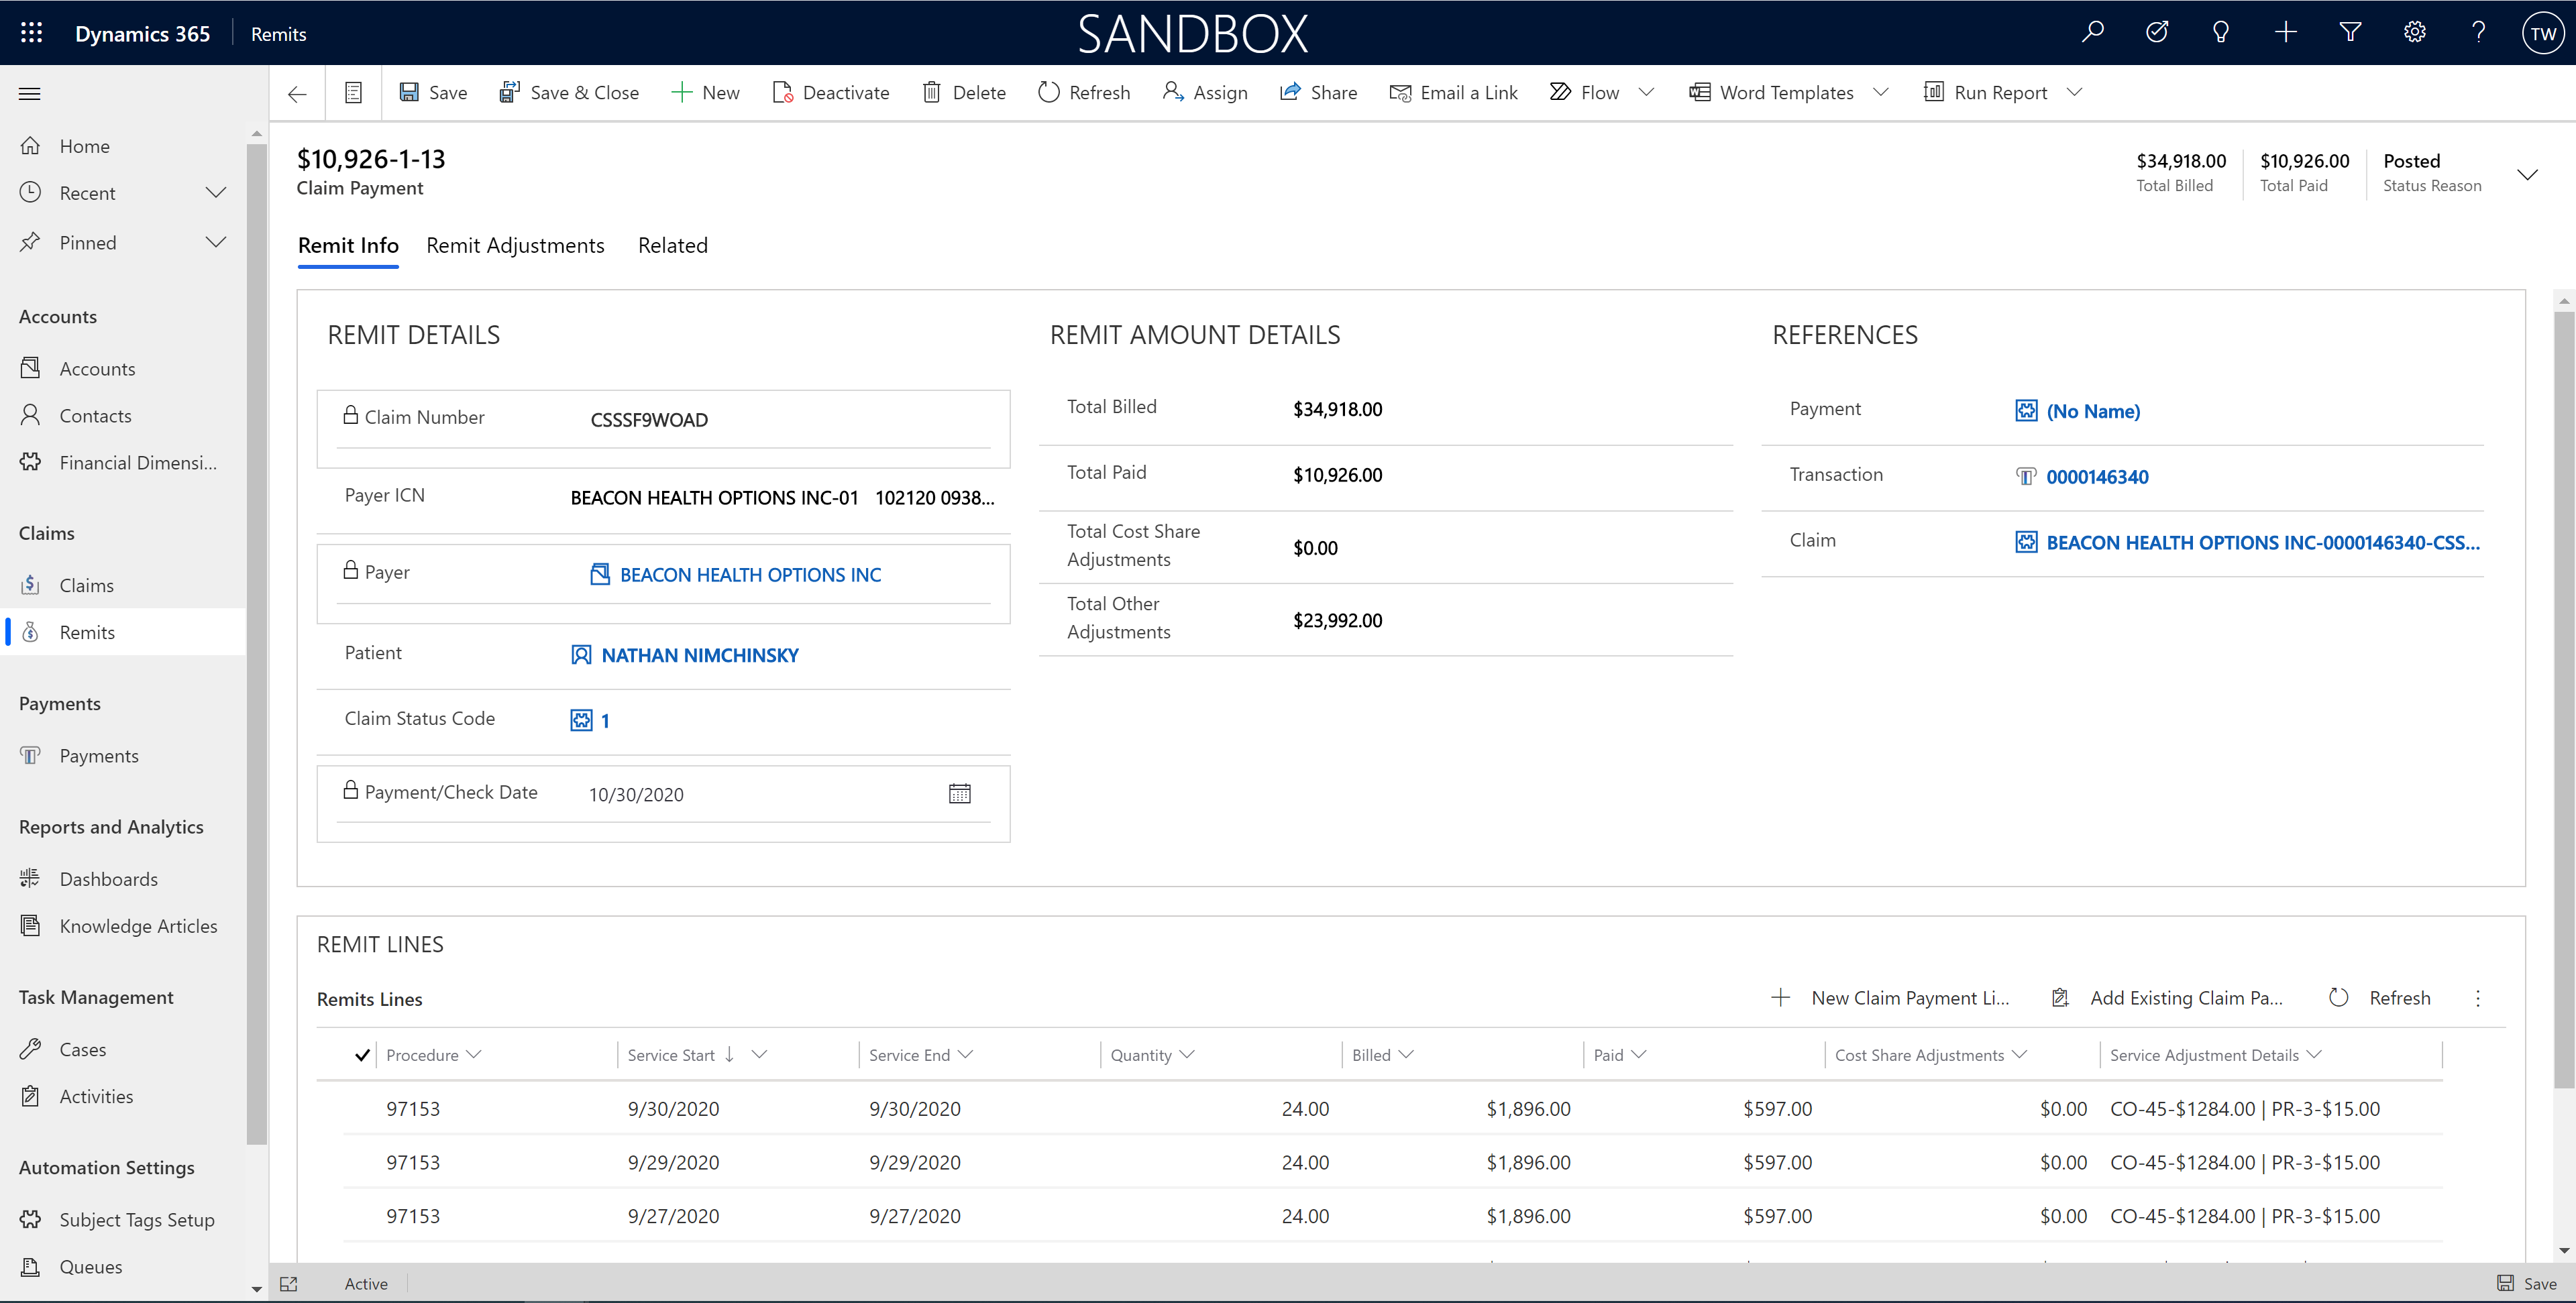 Dynamics 365 Remits SANDBOX TW
Save Save & Close New Deactivate Delete Refresh Assign Share Email a Link Flow Word Templates Run Report
Home
Recent
Pinned
Accounts
Accounts
Contacts
Financial Dimensi...
Claims
Claims
Remits
Payments
Payments
Reports and Analytics
Dashboards
Knowledge Articles
Task Management
Cases
Activities
Automation Settings
Subject Tags Setup
Queues
$10,926-1-13
Claim Payment
$34,918.00 $10,926.00 Posted
Total Billed Total Paid Status Reason
Remit Info Remit Adjustments Related
REMIT DETAILS
Claim Number CSSSF9WOAD
Payer ICN BEACON HEALTH OPTIONS INC-01 102120 0938...
Payer BEACON HEALTH OPTIONS INC
Patient NATHAN NIMCHINSKY
Claim Status Code 1
Payment/Check Date 10/30/2020
REMIT AMOUNT DETAILS
Total Billed $34,918.00
Total Paid $10,926.00
Total Cost Share
Adjustments $0.00
Total Other
Adjustments $23,992.00
REFERENCES
Payment (No Name)
Transaction 0000146340
Claim BEACON HEALTH OPTIONS INC-0000146340-CSS...
REMIT LINES
Remits Lines New Claim Payment Li... Add Existing Claim Pa... Refresh
Procedure Service Start Service End Quantity Billed Paid Cost Share Adjustments Service Adjustment Details
97153 9/30/2020 9/30/2020 24.00 $1,896.00 $597.00 $0.00 CO-45-$1284.00 | PR-3-$15.00
97153 9/29/2020 9/29/2020 24.00 $1,896.00 $597.00 $0.00 CO-45-$1284.00 | PR-3-$15.00
97153 9/27/2020 9/27/2020 24.00 $1,896.00 $597.00 $0.00 CO-45-$1284.00 | PR-3-$15.00
Active Save